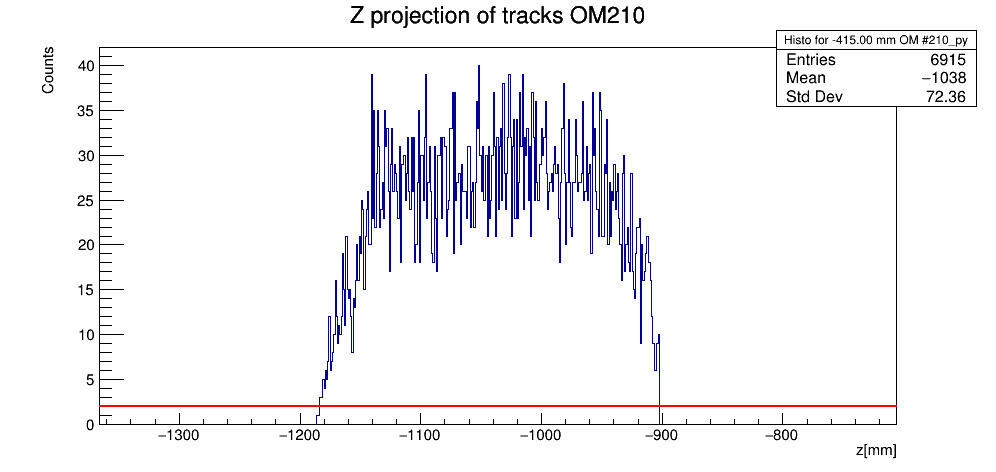 Z projection of tracks OM210
Histo for -415.00 mm OM #210_py
Entries 6915
Mean −1038
Std Dev 72.36
Counts
40
35
30
25
20
15
10
5
0
−1300 −1200 −1100 −1000 −900 −800
z[mm]